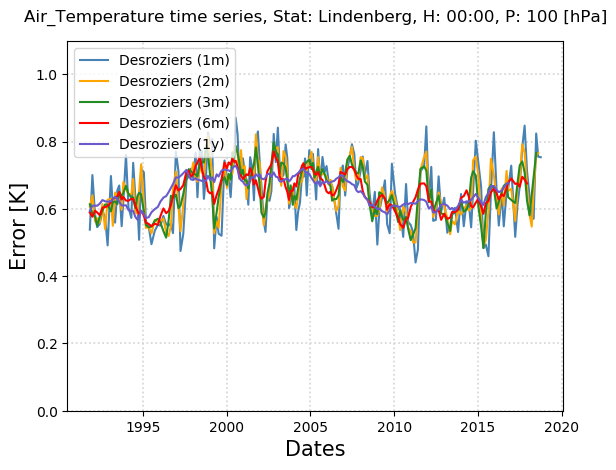 Air_Temperature time series, Stat: Lindenberg, H: 00:00, P: 100 [hPa]
Desroziers (1m)
Desroziers (2m)
Desroziers (3m)
Desroziers (6m)
Desroziers (1y)
Error [K]
1.0
0.8
0.6
0.4
0.2
0.0
1995 2000 2005 2010 2015 2020
Dates